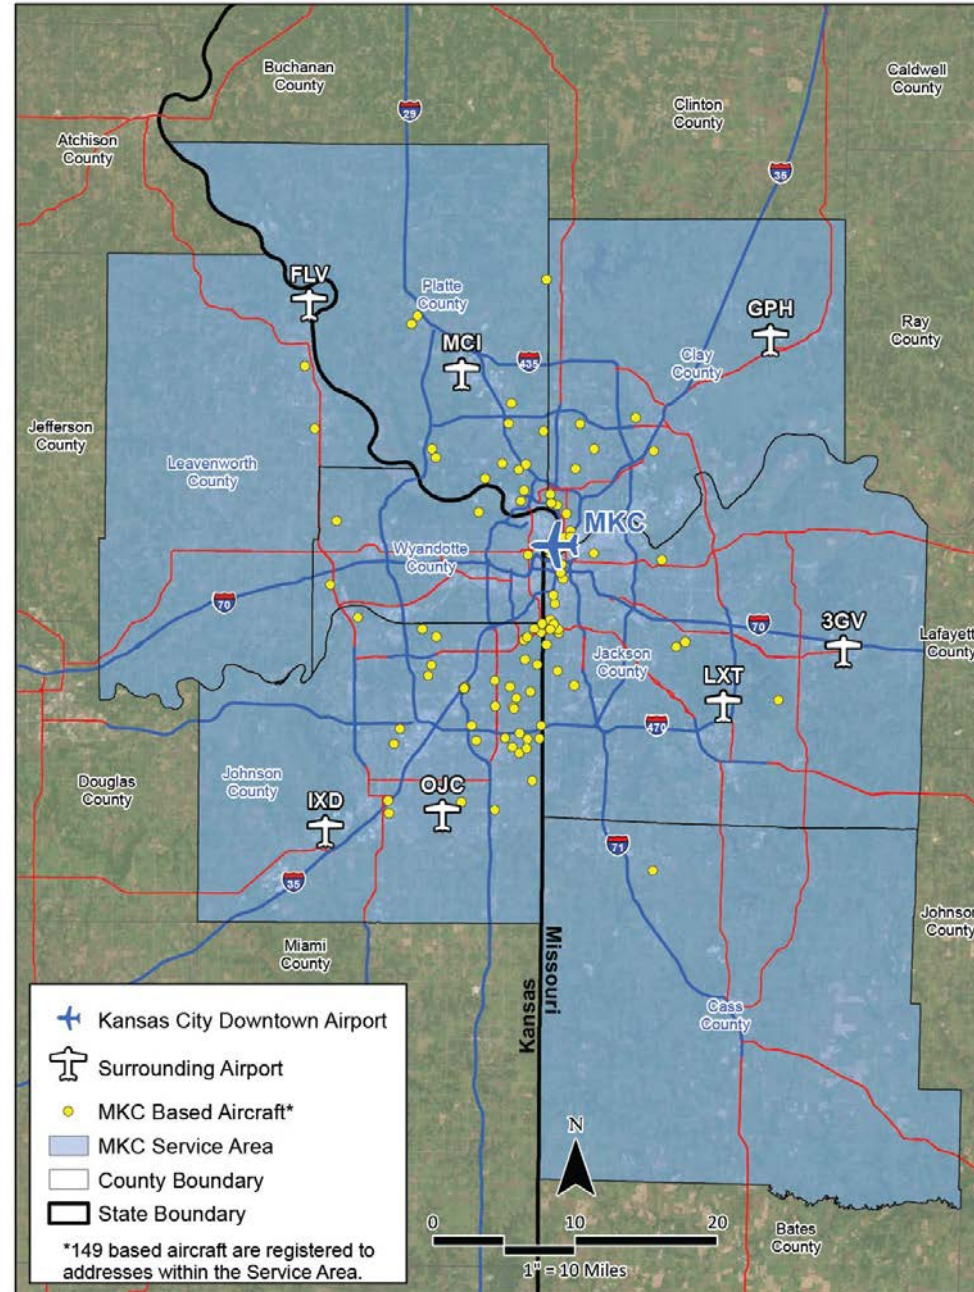 Buchanan
County
Caldwell
County
29
Clinton
County
Atchison
County
35
FLV
Platte
County
GPH
MCI
Ray
County
435
Clay
County
Jefferson
County
Leavenworth
County
MKC
Wyandotte
County
70
70
3GV
Lafayett
County
Jackson
County
LXT
470
Douglas
County
Johnson
County
OJC
IXD
71
35
Johnson
County
Miami
County
Kansas
Missouri
Cass
County
Kansas City Downtown Airport
Surrounding Airport
MKC Based Aircraft*
MKC Service Area
County Boundary
State Boundary
*149 based aircraft are registered to
addresses within the Service Area.
N
0 10 20
1" = 10 Miles
Bates
County